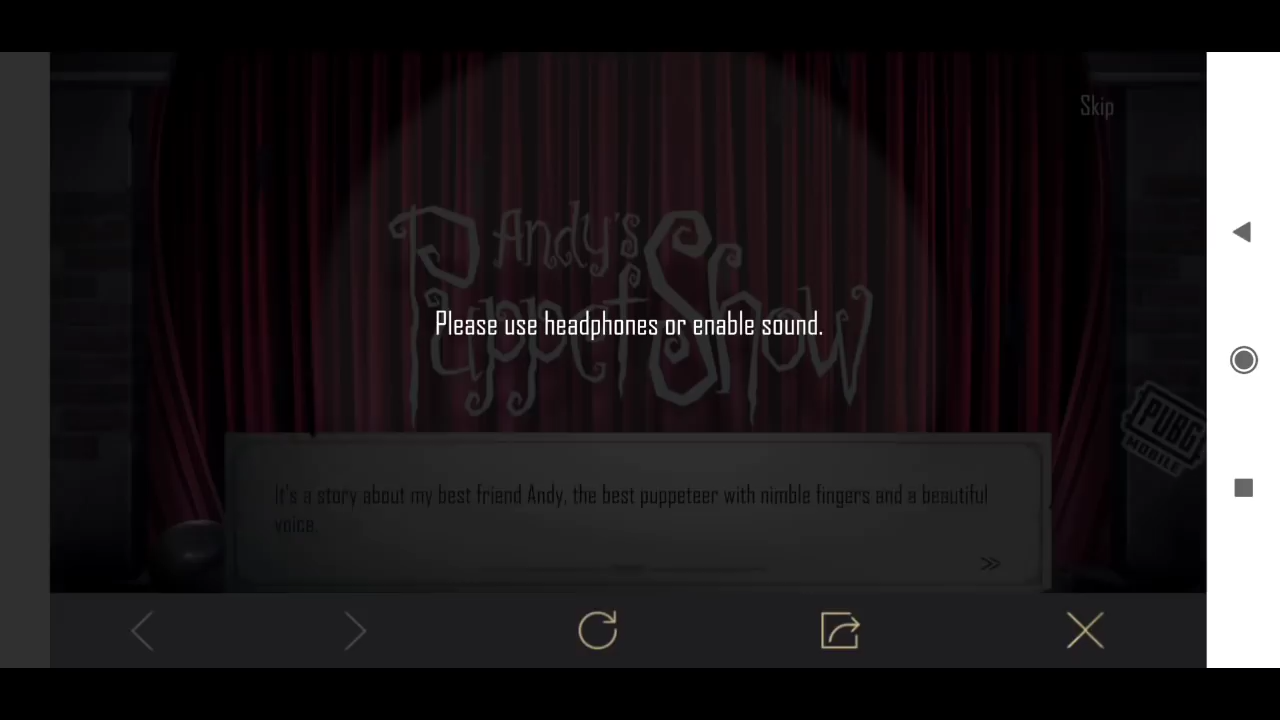 Skip
Andy's
Puppet Show
Please use headphones or enable sound.
PUBG
MOBILE
It's a story about my best friend Andy, the best puppeteer with nimble fingers and a beautiful
voice.